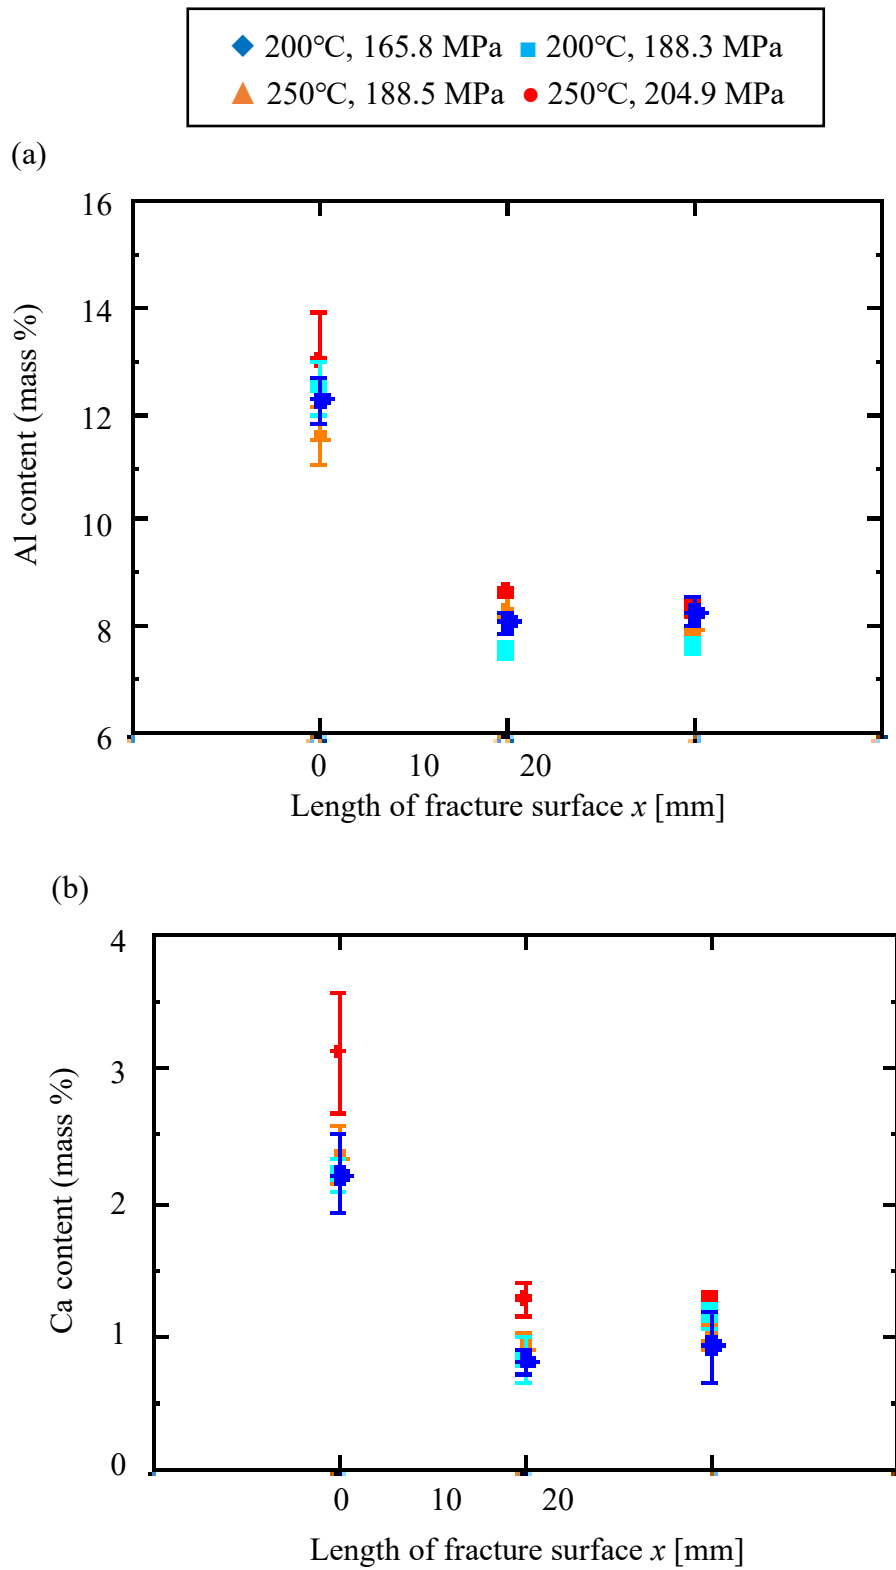 200°C, 165.8 MPa 200°C, 188.3 MPa
250°C, 188.5 MPa 250°C, 204.9 MPa
(a)
16
14
12
10
8
6
Al content (mass %)
0 10 20
Length of fracture surface x [mm]
(b)
4
3
2
1
0
Ca content (mass %)
0 10 20
Length of fracture surface x [mm]